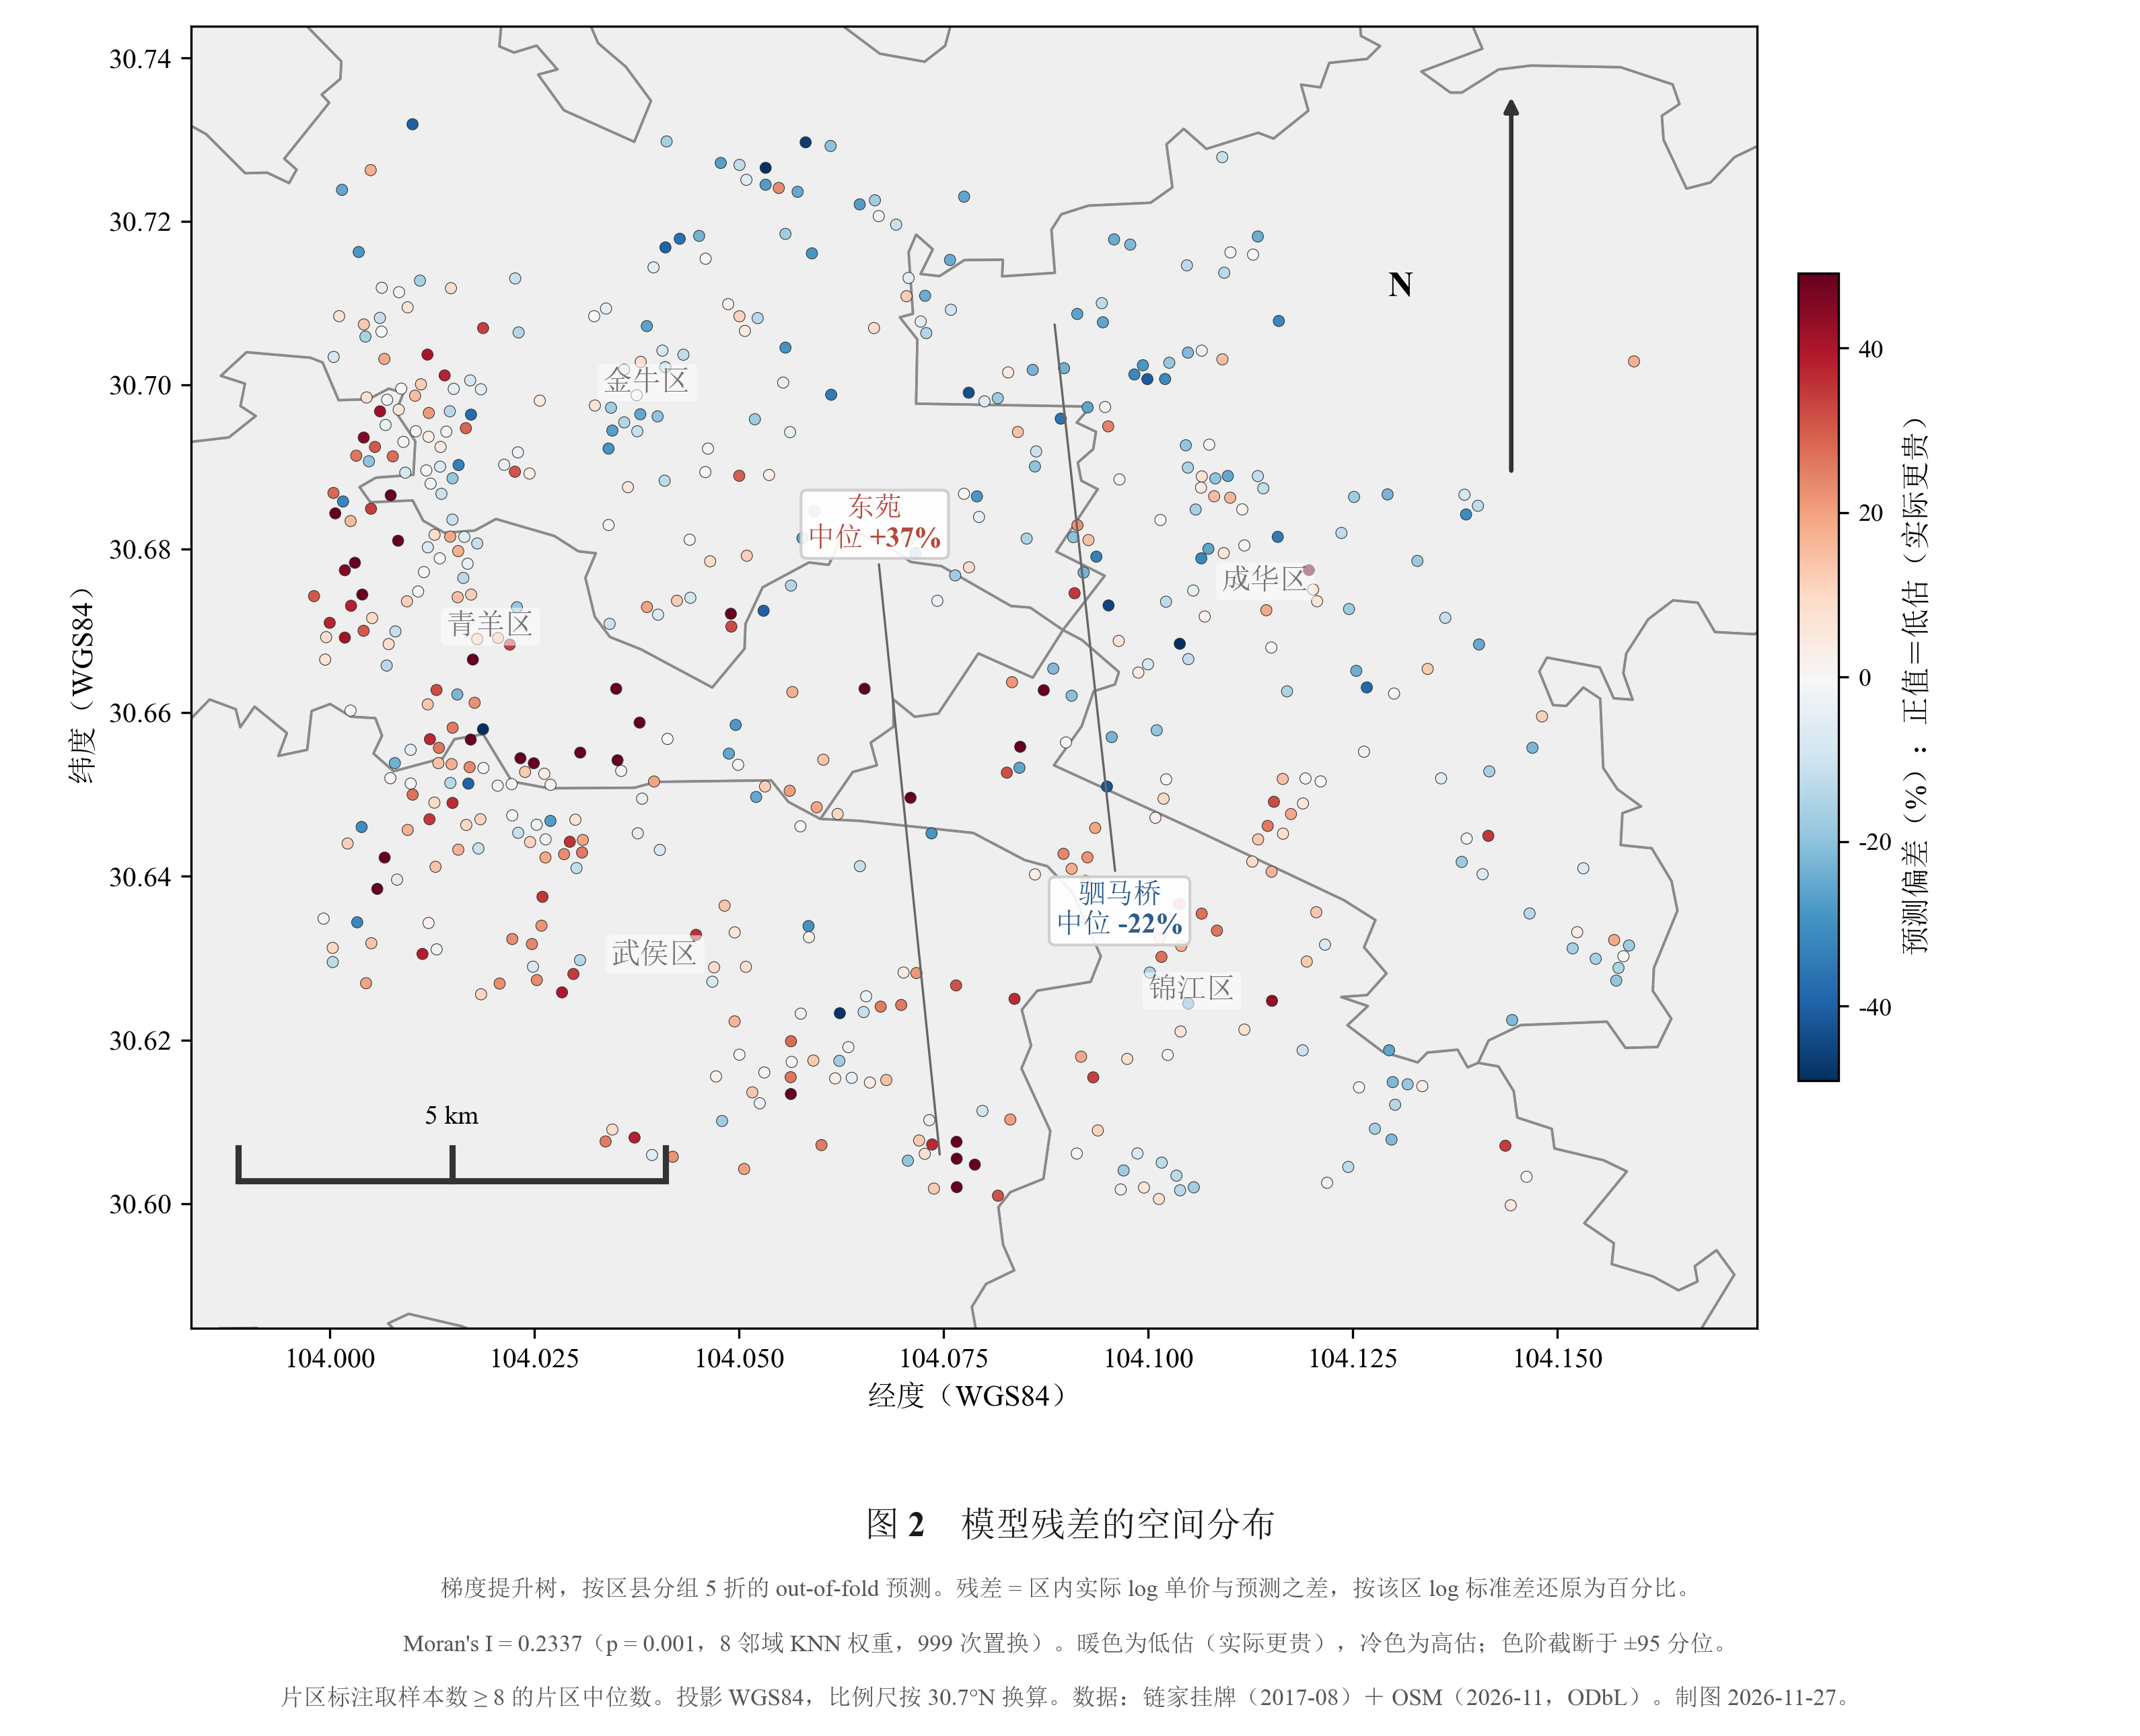 30.74
30.72
30.70
30.68
30.66
30.64
30.62
30.60
纬度（WGS84）
N
金牛区
东苑
中位 +37%
成华区
青羊区
驷马桥
中位 -22%
武侯区
锦江区
5 km
104.000
104.025
104.050
104.075
104.100
104.125
104.150
经度（WGS84）
40
20
0
-20
-40
预测偏差（%）：正值＝低估（实际更贵）
图 2　模型残差的空间分布
梯度提升树，按区县分组 5 折的 out-of-fold 预测。残差 = 区内实际 log 单价与预测之差，按该区 log 标准差还原为百分比。
Moran's I = 0.2337（p = 0.001，8 邻域 KNN 权重，999 次置换）。暖色为低估（实际更贵），冷色为高估；色阶截断于 ±95 分位。
片区标注取样本数 ≥ 8 的片区中位数。投影 WGS84，比例尺按 30.7°N 换算。数据：链家挂牌（2017-08）＋ OSM（2026-11，ODbL）。制图 2026-11-27。